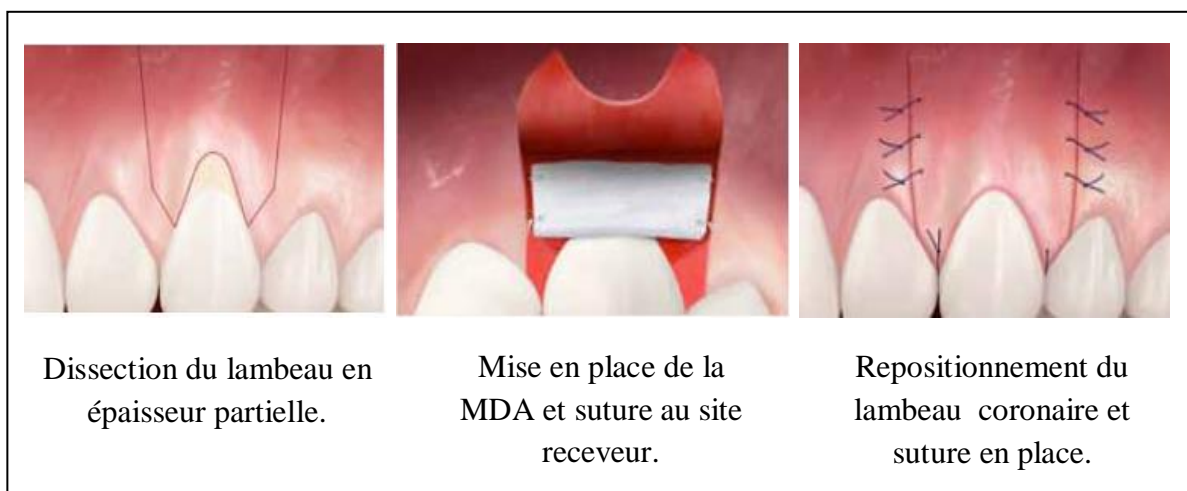 Dissection du lambeau en
épaisseur partielle.
Mise en place de la
MDA et suture au site
receveur.
Repositionnement du
lambeau coronaire et
suture en place.